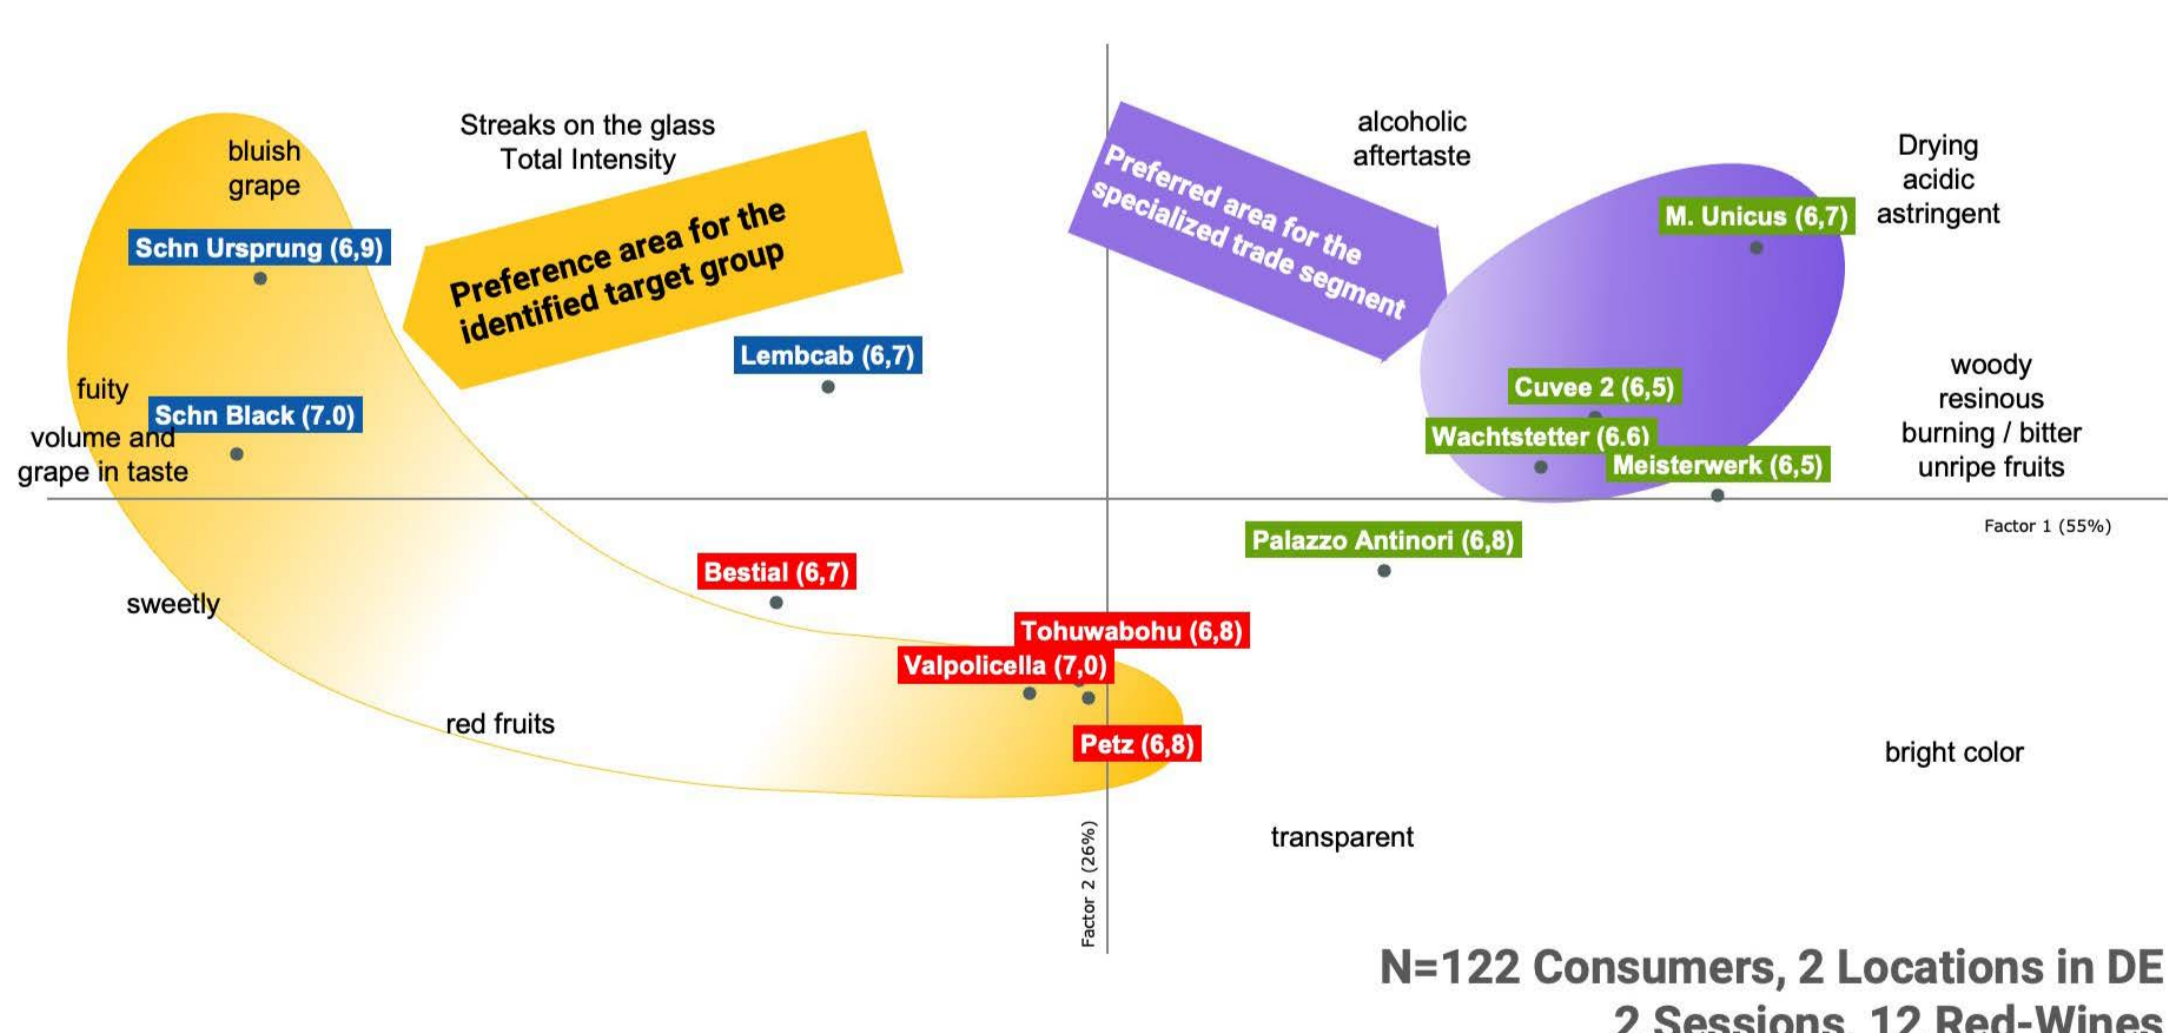 bluish
grape
Streaks on the glass
Total Intensity
Preference area for the
identified target group
Preferred area for the
specialized trade segment
alcoholic
aftertaste
Drying
acidic
astringent
M. Unicus (6,7)
Schn Ursprung (6,9)
Lembcab (6,7)
fuity
Schn Black (7.0)
volume and
grape in taste
Cuvee 2 (6,5)
Wachtstetter (6.6)
Meisterwerk (6,5)
woody
resinous
burning / bitter
unripe fruits
Factor 1 (55%)
Palazzo Antinori (6,8)
Bestial (6,7)
sweetly
Tohuwabohu (6,8)
Valpolicella (7,0)
red fruits
Petz (6,8)
bright color
transparent
Factor 2 (26%)
N=122 Consumers, 2 Locations in DE
2 Sessions, 12 Red-Wines